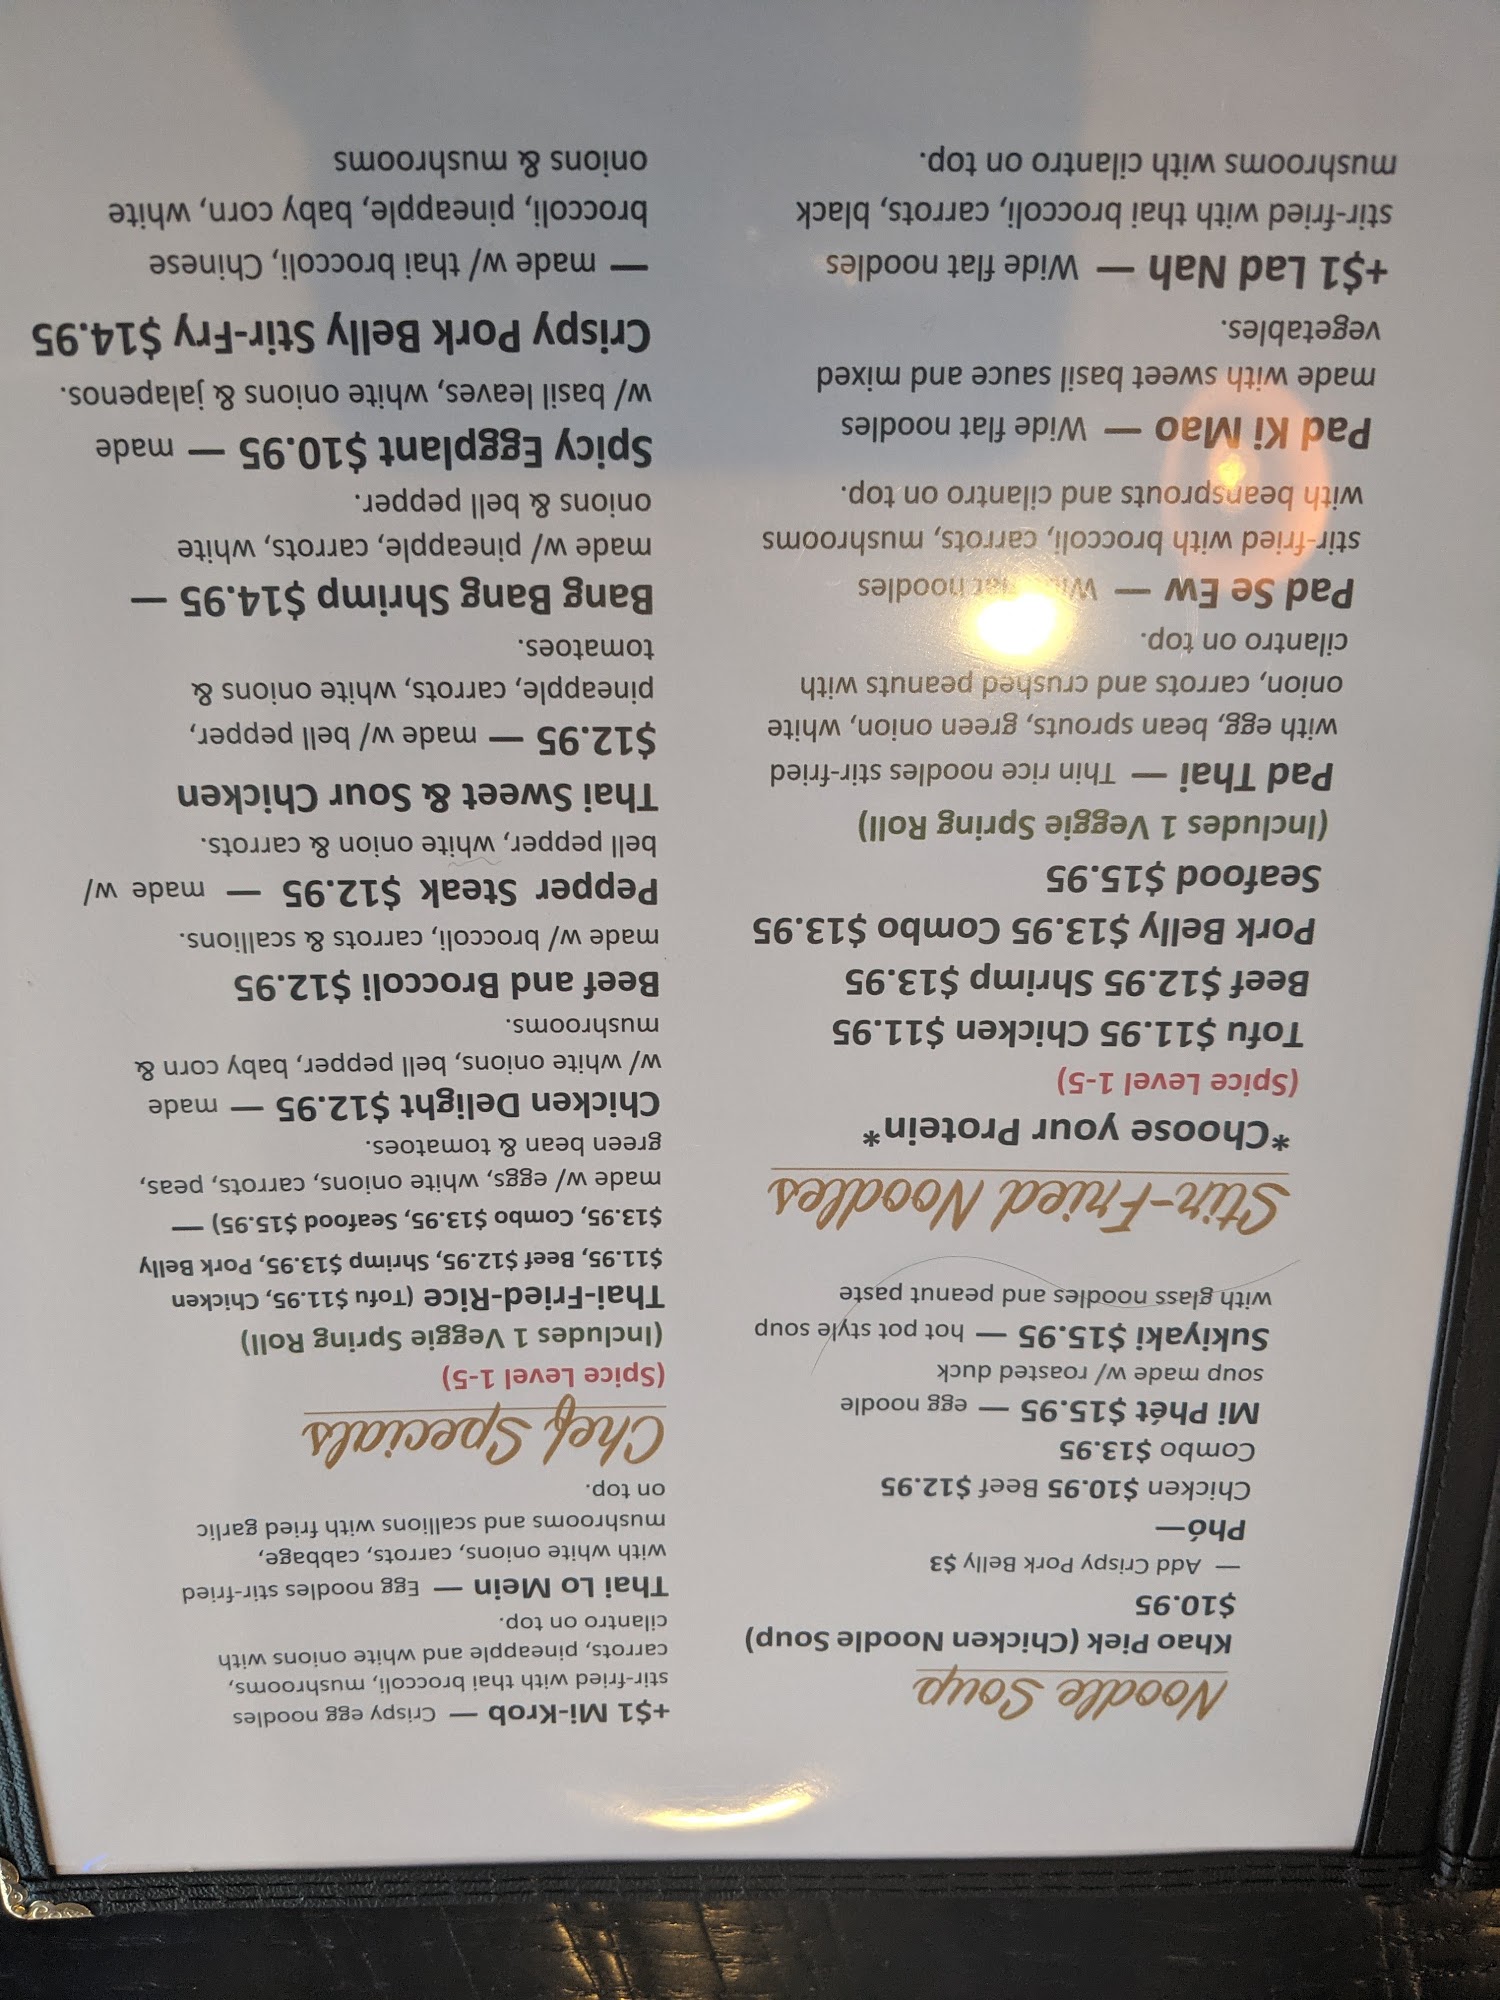 Noodle Soup
Khao Piek (Chicken Noodle Soup)
$10.95
— Add Crispy Pork Belly $3
Phó—
Chicken $10.95 Beef $12.95
Combo $13.95
Mi Phét $15.95 — egg noodle
soup made w/ roasted duck
Sukiyaki $15.95 — hot pot style soup
with glass noodles and peanut paste
Stir-Fried Noodles
*Choose your Protein*
(Spice Level 1-5)
Tofu $11.95 Chicken $11.95
Beef $12.95 Shrimp $13.95
Pork Belly $13.95 Combo $13.95
Seafood $15.95
(Includes 1 Veggie Spring Roll)
Pad Thai — Thin rice noodles stir-fried
with egg, bean sprouts, green onion, white
onion, carrots and crushed peanuts with
cilantro on top.
Pad Se Ew — Wide flat noodles
stir-fried with broccoli, carrots, mushrooms
with beansprouts and cilantro on top.
Pad Ki Mao — Wide flat noodles
made with sweet basil sauce and mixed
vegetables.
+$1 Lad Nah — Wide flat noodles
stir-fried with thai broccoli, carrots, black
mushrooms with cilantro on top.
+$1 Mi-Krob — Crispy egg noodles
stir-fried with thai broccoli, mushrooms,
carrots, pineapple and white onions with
cilantro on top.
Thai Lo Mein — Egg noodles stir-fried
with white onions, carrots, cabbage,
mushrooms and scallions with fried garlic
on top.
Chef Specials
(Spice Level 1-5)
(Includes 1 Veggie Spring Roll)
Thai-Fried-Rice (Tofu $11.95, Chicken
$11.95, Beef $12.95, Shrimp $13.95, Pork Belly
$13.95, Combo $13.95, Seafood $15.95) —
made w/ eggs, white onions, carrots, peas,
green bean & tomatoes.
Chicken Delight $12.95 — made
w/ white onions, bell pepper, baby corn &
mushrooms.
Beef and Broccoli $12.95
made w/ broccoli, carrots & scallions.
Pepper Steak $12.95 — made w/
bell pepper, white onion & carrots.
Thai Sweet & Sour Chicken
$12.95 — made w/ bell pepper,
pineapple, carrots, white onions &
tomatoes.
Bang Bang Shrimp $14.95 —
made w/ pineapple, carrots, white
onions & bell pepper.
Spicy Eggplant $10.95 — made
w/ basil leaves, white onions & jalapenos.
Crispy Pork Belly Stir-Fry $14.95
— made w/ thai broccoli, Chinese
broccoli, pineapple, baby corn, white
onions & mushrooms